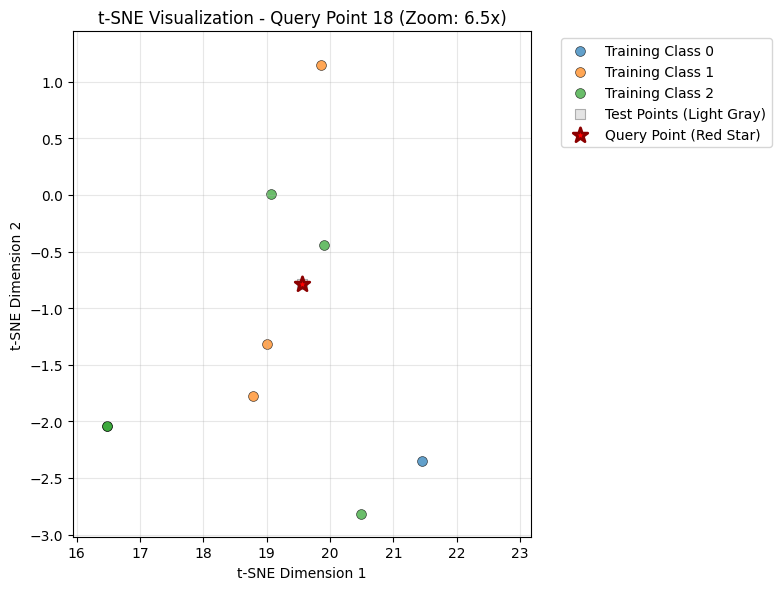 t-SNE Visualization - Query Point 18 (Zoom: 6.5x)
Training Class 0
Training Class 1
Training Class 2
Test Points (Light Gray)
Query Point (Red Star)
t-SNE Dimension 2
1.0
0.5
0.0
−0.5
−1.0
−1.5
−2.0
−2.5
−3.0
16 17 18 19 20 21 22 23
t-SNE Dimension 1